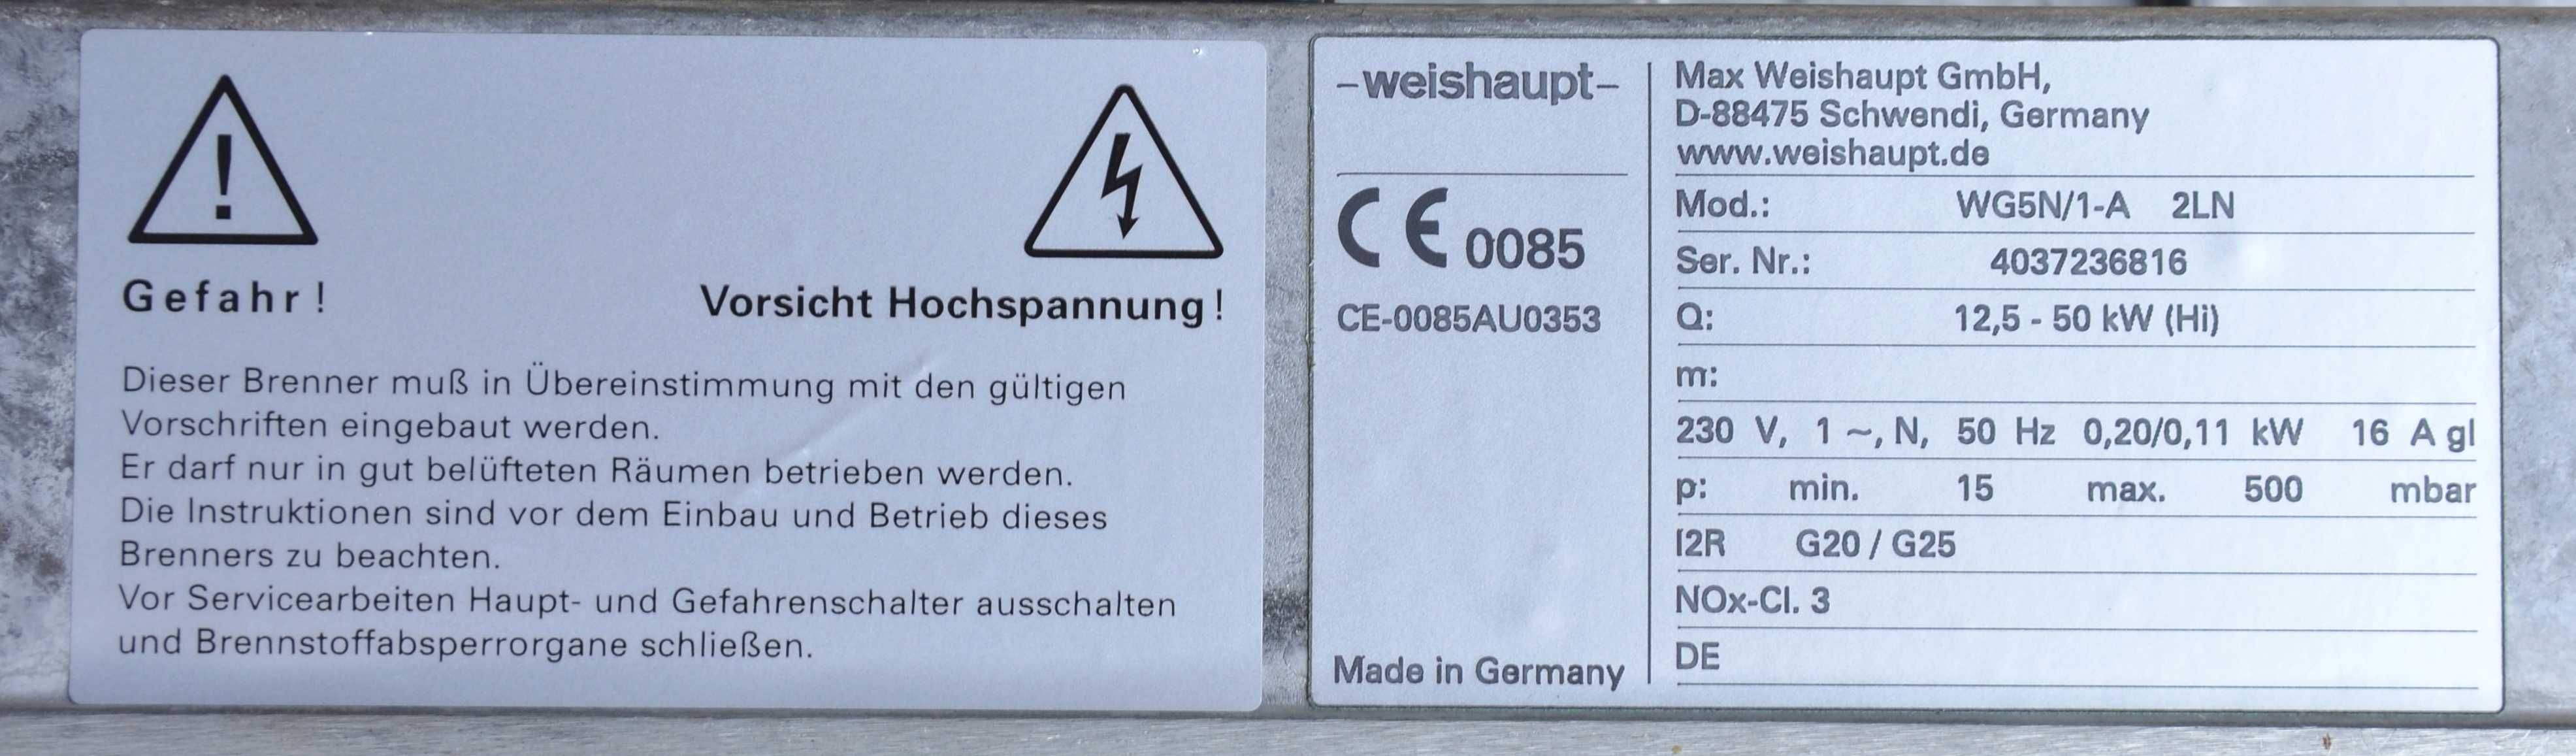 Gefahr!
Vorsicht Hochspannung!
Dieser Brenner muß in Übereinstimmung mit den gültigen
Vorschriften eingebaut werden.
Er darf nur in gut belüfteten Räumen betrieben werden.
Die Instruktionen sind vor dem Einbau und Betrieb dieses
Brenners zu beachten.
Vor Servicearbeiten Haupt- und Gefahrenschalter ausschalten
und Brennstoffabsperrorgane schließen.
-weishaupt-
CE 0085
CE-0085AU0353
Made in Germany
Max Weishaupt GmbH,
D-88475 Schwendi, Germany
www.weishaupt.de
Mod.: WG5N/1-A 2LN
Ser. Nr.: 4037236816
Q: 12,5 - 50 kW (Hi)
m:
230 V, 1 ~, N, 50 Hz 0,20/0,11 kW 16 A gl
p: min. 15 max. 500 mbar
I2R G20 / G25
NOx-Cl. 3
DE